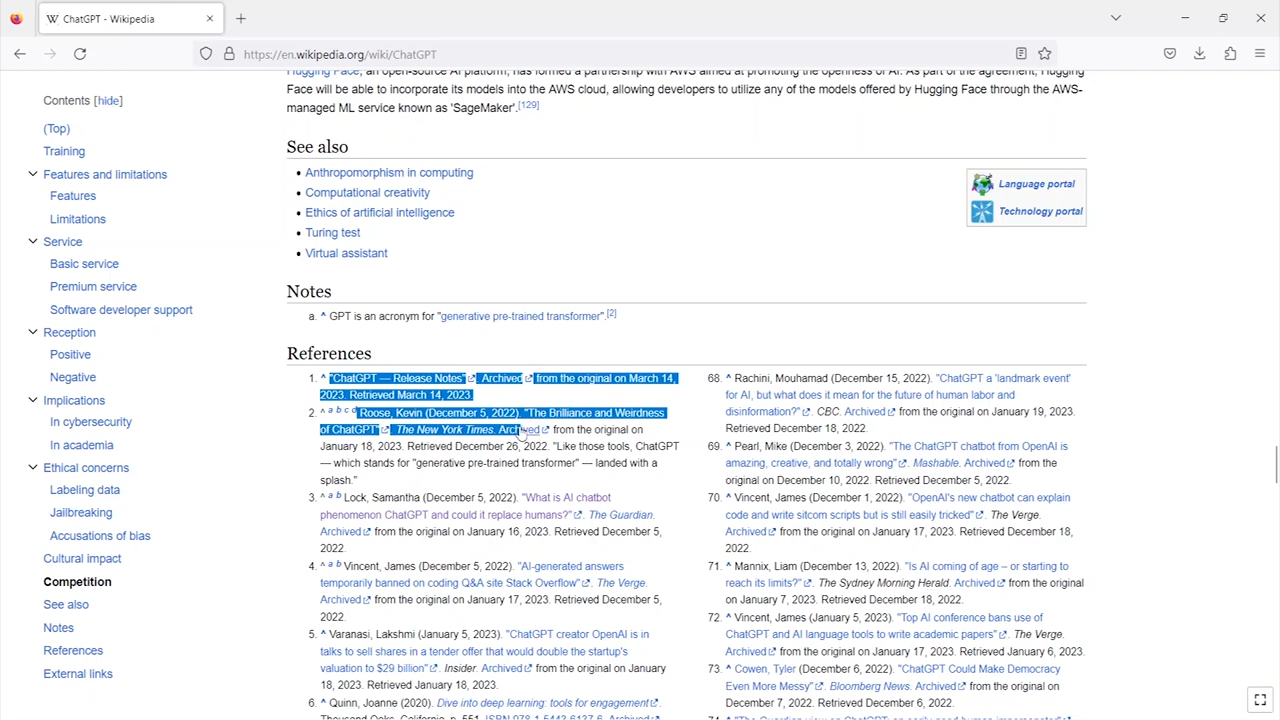 ChatGPT - Wikipedia
https://en.wikipedia.org/wiki/ChatGPT
Contents [hide]
(Top)
Training
Features and limitations
Features
Limitations
Service
Basic service
Premium service
Software developer support
Reception
Positive
Negative
Implications
In cybersecurity
In academia
Ethical concerns
Labeling data
Jailbreaking
Accusations of bias
Cultural impact
Competition
See also
Notes
References
External links
Hugging Face, an open-source AI platform, has formed a partnership with AWS aimed at promoting the openness of AI. As part of the agreement, Hugging
Face will be able to incorporate its models into the AWS cloud, allowing developers to utilize any of the models offered by Hugging Face through the AWS-
managed ML service known as 'SageMaker'.[129]
See also
• Anthropomorphism in computing
• Computational creativity
• Ethics of artificial intelligence
• Turing test
• Virtual assistant
Language portal
Technology portal
Notes
a. ^ GPT is an acronym for "generative pre-trained transformer".[2]
References
1. ^ "ChatGPT — Release Notes". Archived from the original on March 14,
2023. Retrieved March 14, 2023.
2. ^ a b c d Roose, Kevin (December 5, 2022). "The Brilliance and Weirdness
of ChatGPT". The New York Times. Archived from the original on
January 18, 2023. Retrieved December 26, 2022. "Like those tools, ChatGPT
— which stands for "generative pre-trained transformer" — landed with a
splash."
3. ^ a b Lock, Samantha (December 5, 2022). "What is AI chatbot
phenomenon ChatGPT and could it replace humans?". The Guardian.
Archived from the original on January 16, 2023. Retrieved December 5,
2022.
4. ^ a b Vincent, James (December 5, 2022). "AI-generated answers
temporarily banned on coding Q&A site Stack Overflow". The Verge.
Archived from the original on January 17, 2023. Retrieved December 5,
2022.
5. ^ Varanasi, Lakshmi (January 5, 2023). "ChatGPT creator OpenAI is in
talks to sell shares in a tender offer that would double the startup's
valuation to $29 billion". Insider. Archived from the original on January
18, 2023. Retrieved January 18, 2023.
6. ^ Quinn, Joanne (2020). Dive into deep learning: tools for engagement.
Thousand Oaks, California. p. 551. ISBN 978-1-5443-6137-6. Archived
68. ^ Rachini, Mouhamad (December 15, 2022). "ChatGPT a 'landmark event'
for AI, but what does it mean for the future of human labor and
disinformation?". CBC. Archived from the original on January 19, 2023.
Retrieved December 18, 2022.
69. ^ Pearl, Mike (December 3, 2022). "The ChatGPT chatbot from OpenAI is
amazing, creative, and totally wrong". Mashable. Archived from the
original on December 10, 2022. Retrieved December 5, 2022.
70. ^ Vincent, James (December 1, 2022). "OpenAI's new chatbot can explain
code and write sitcom scripts but is still easily tricked". The Verge.
Archived from the original on January 17, 2023. Retrieved December 18,
2022.
71. ^ Mannix, Liam (December 13, 2022). "Is AI coming of age – or starting to
reach its limits?". The Sydney Morning Herald. Archived from the original
on January 7, 2023. Retrieved December 18, 2022.
72. ^ Vincent, James (January 5, 2023). "Top AI conference bans use of
ChatGPT and AI language tools to write academic papers". The Verge.
Archived from the original on January 17, 2023. Retrieved January 6, 2023.
73. ^ Cowen, Tyler (December 6, 2022). "ChatGPT Could Make Democracy
Even More Messy". Bloomberg News. Archived from the original on
December 7, 2022. Retrieved December 6, 2022.